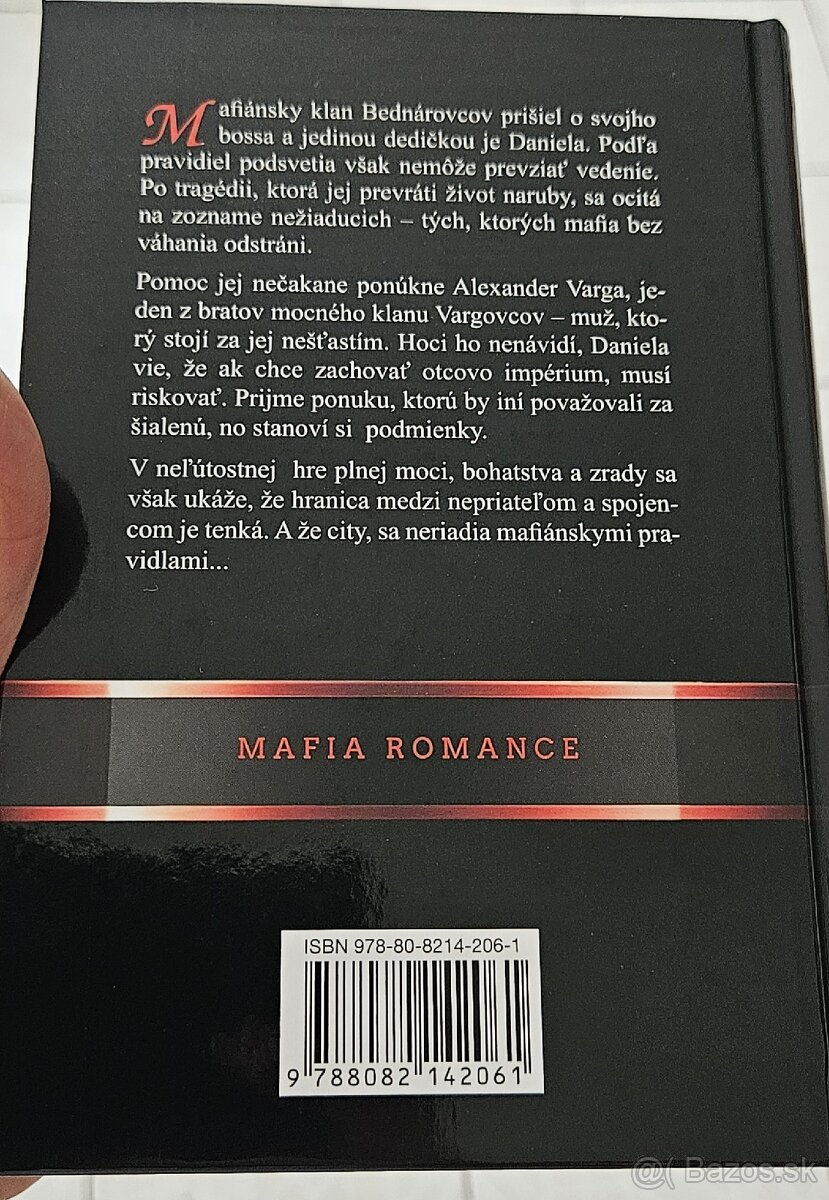 Mafiánsky klan Bednárovcov prišiel o svojho
bossa a jedinou dedičkou je Daniela. Podľa
pravidiel podsvetia však nemôže prevziať vedenie.
Po tragédii, ktorá jej prevráti život naruby, sa ocitá
na zozname nežiaducich – tých, ktorých mafia bez
váhania odstráni.
Pomoc jej nečakane ponúkne Alexander Varga, je-
den z bratov mocného klanu Vargovcov – muž, kto-
rý stojí za jej nešťastím. Hoci ho nenávidí, Daniela
vie, že ak chce zachovať otcovo impérium, musí
riskovať. Prijme ponuku, ktorú by iní považovali za
šialenú, no stanoví si podmienky.
V neľútostnej hre plnej moci, bohatstva a zrady sa
však ukáže, že hranica medzi nepriateľom a spojen-
com je tenká. A že city, sa neriadia mafiánskymi pra-
vidlami...
MAFIA ROMANCE
ISBN 978-80-8214-206-1
9 788082 142061
@( Bazos.sk